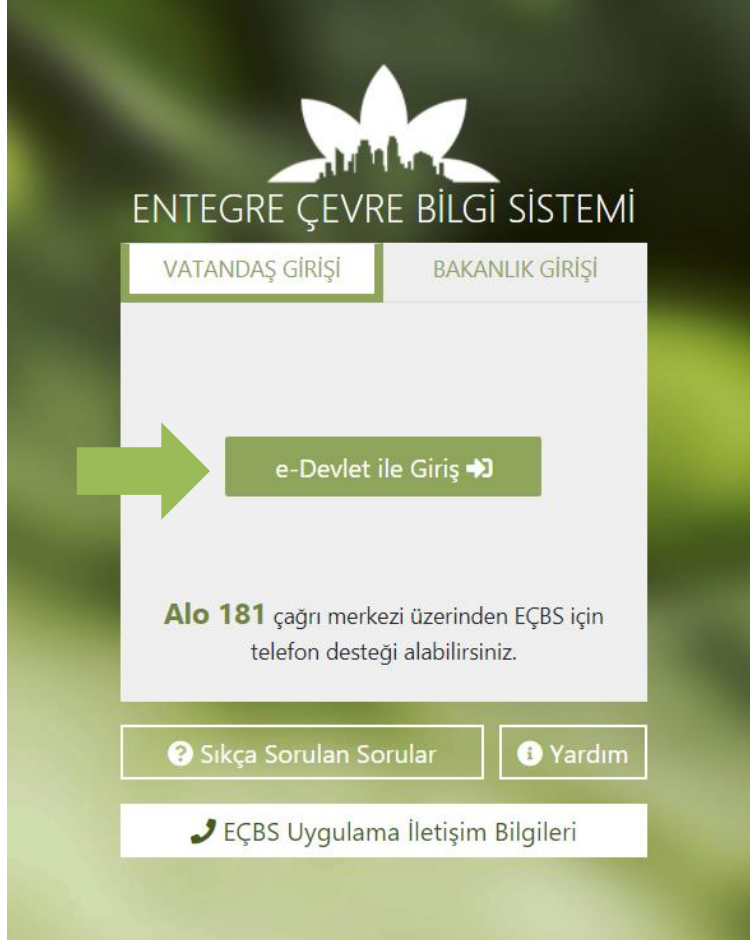 ENTEGRE ÇEVRE BİLGİ SİSTEMİ
VATANDAŞ GİRİŞİ
BAKANLIK GİRİŞİ
e-Devlet ile Giriş
Alo 181 çağrı merkezi üzerinden EÇBS için
telefon desteği alabilirsiniz.
Sıkça Sorulan Sorular
Yardım
EÇBS Uygulama İletişim Bilgileri